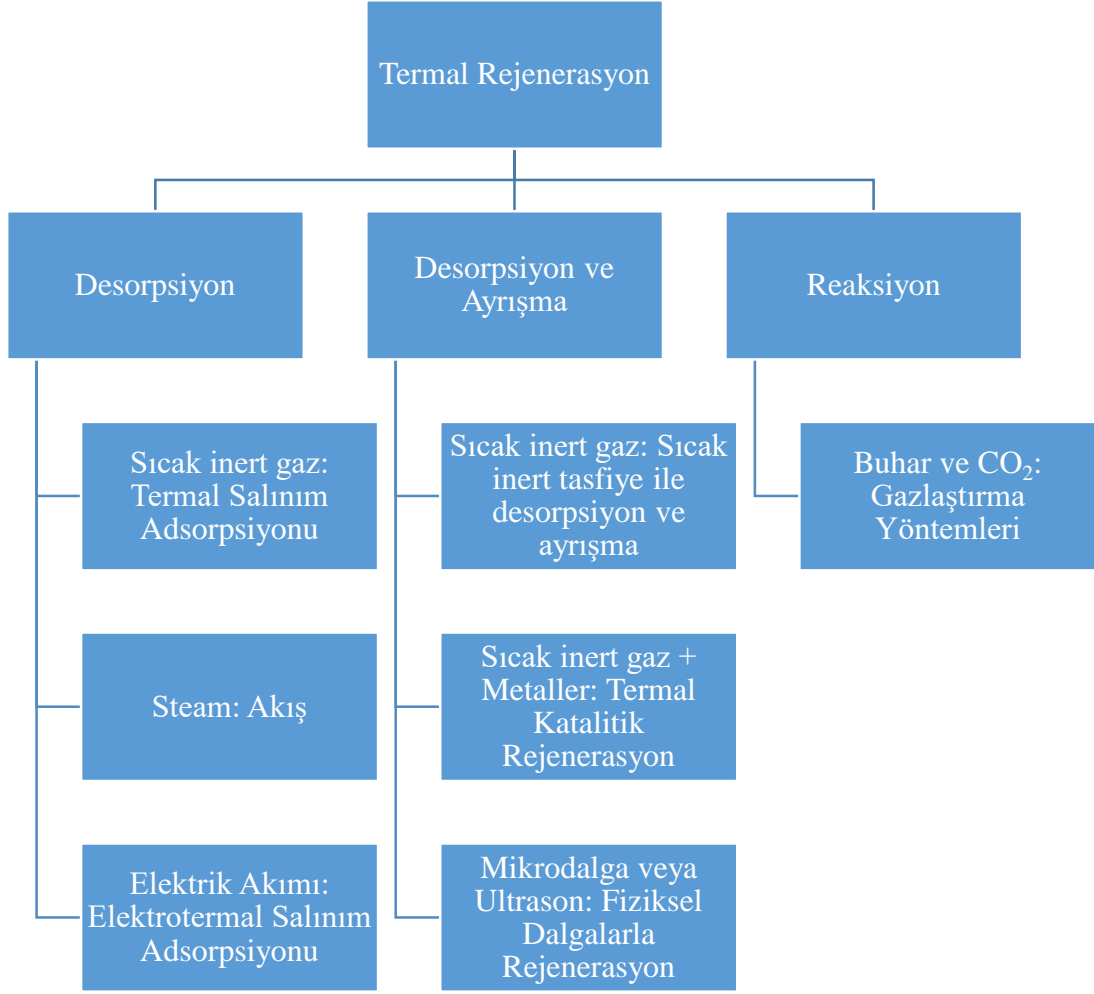 Termal Rejenerasyon
Desorpsiyon
Desorpsiyon ve
Ayrışma
Reaksiyon
Sıcak inert gaz:
Termal Salınım
Adsorpsiyonu
Sıcak inert gaz: Sıcak
inert tasfiye ile
desorpsiyon ve
ayrışma
Buhar ve CO₂:
Gazlaştırma
Yöntemleri
Steam: Akış
Sıcak inert gaz +
Metaller: Termal
Katalitik
Rejenerasyon
Elektrik Akımı:
Elektrotermal Salınım
Adsorpsiyonu
Mikrodalga veya
Ultrason: Fiziksel
Dalgalarla
Rejenerasyon